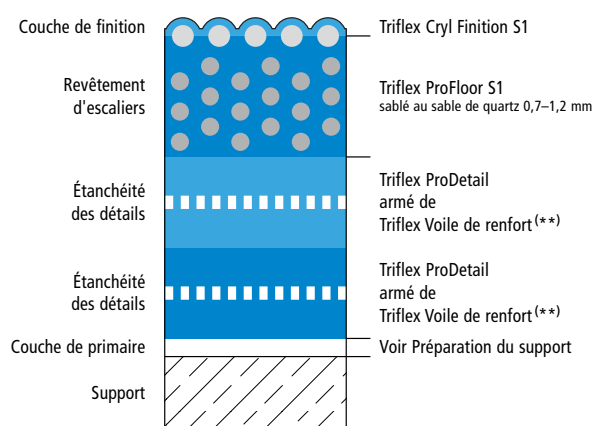 Couche de finition
Triflex Cryl Finition S1
Revêtement
d'escaliers
Triflex ProFloor S1
sablé au sable de quartz 0,7–1,2 mm
Étanchéité
des détails
Triflex ProDetail
armé de
Triflex Voile de renfort (**)
Étanchéité
des détails
Triflex ProDetail
armé de
Triflex Voile de renfort (**)
Couche de primaire
Voir Préparation du support
Support